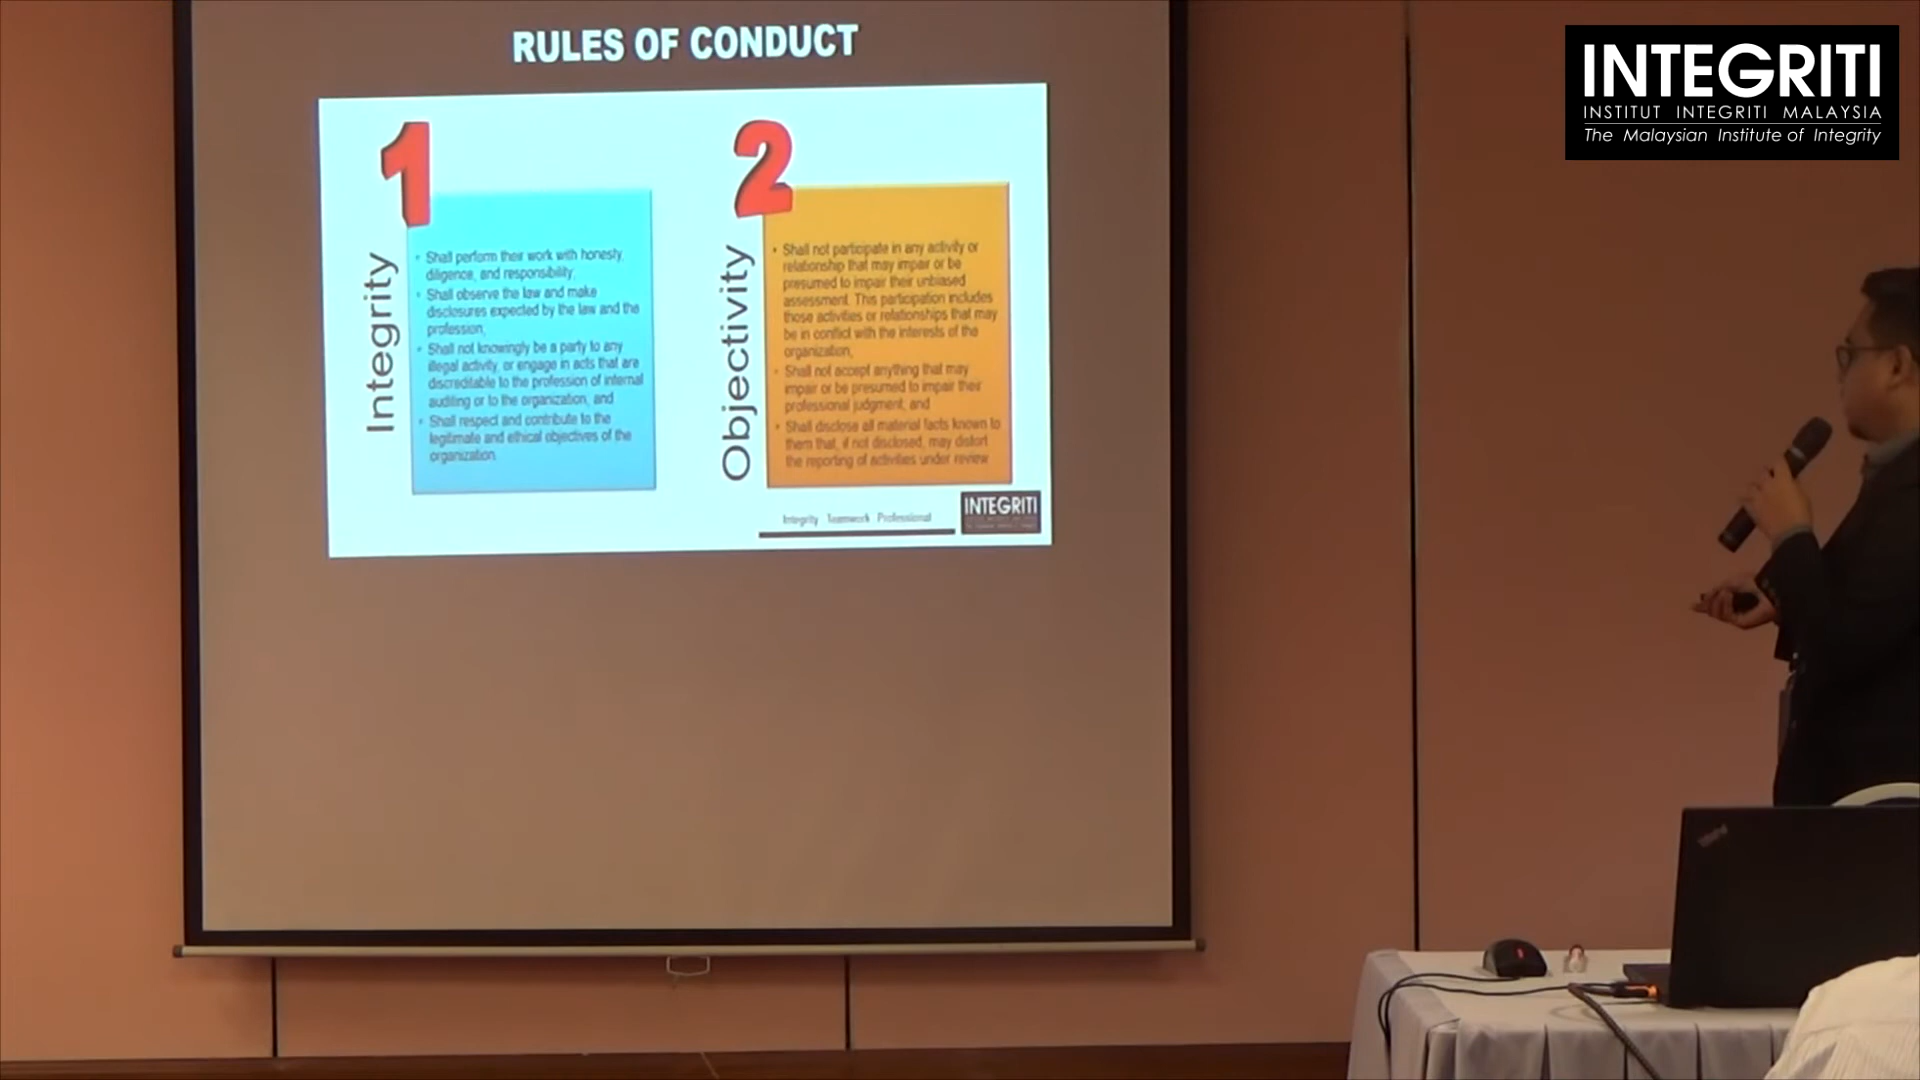 RULES OF CONDUCT
INTEGRITI
INSTITUT INTEGRITI MALAYSIA
The Malaysian Institute of Integrity
1
Integrity
• Shall perform their work with honesty,
diligence, and responsibility;
• Shall observe the law and make
disclosures expected by the law and the
profession;
• Shall not knowingly be a party to any
illegal activity, or engage in acts that are
discreditable to the profession of internal
auditing or to the organization; and
• Shall respect and contribute to the
legitimate and ethical objectives of the
organization.
2
Objectivity
• Shall not participate in any activity or
relationship that may impair or be
presumed to impair their unbiased
assessment. This participation includes
those activities or relationships that may
be in conflict with the interests of the
organization;
• Shall not accept anything that may
impair or be presumed to impair their
professional judgment; and
• Shall disclose all material facts known to
them that, if not disclosed, may distort
the reporting of activities under review
Integrity Teamwork Professional
INTEGRITI